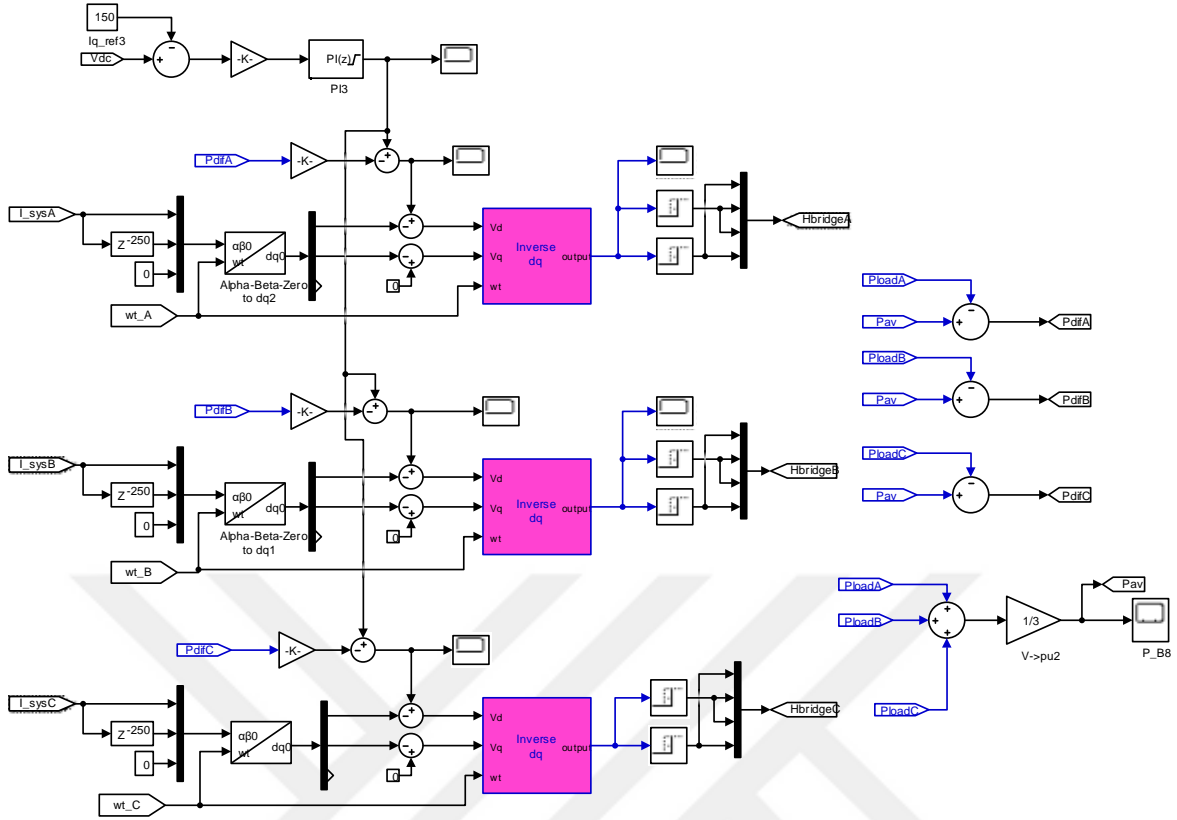 150
Iq_ref3
Vdc
-K-
PI(z)
PI3
PdifA
-K-
I_sysA
Z-250
0
αβ0
wt
dq0
Alpha-Beta-Zero
to dq2
0
wt_A
Vd
Vq
wt
Inverse
dq
output
HbridgeA
PdifB
-K-
I_sysB
Z-250
0
αβ0
wt
dq0
Alpha-Beta-Zero
to dq1
0
wt_B
Vd
Vq
wt
Inverse
dq
output
HbridgeB
PdifC
-K-
I_sysC
Z-250
0
αβ0
wt
dq0
0
wt_C
Vd
Vq
wt
Inverse
dq
output
HbridgeC
PloadA
Pav
PdifA
PloadB
Pav
PdifB
PloadC
Pav
PdifC
PloadA
PloadB
PloadC
1/3
V->pu2
Pav
P_B8